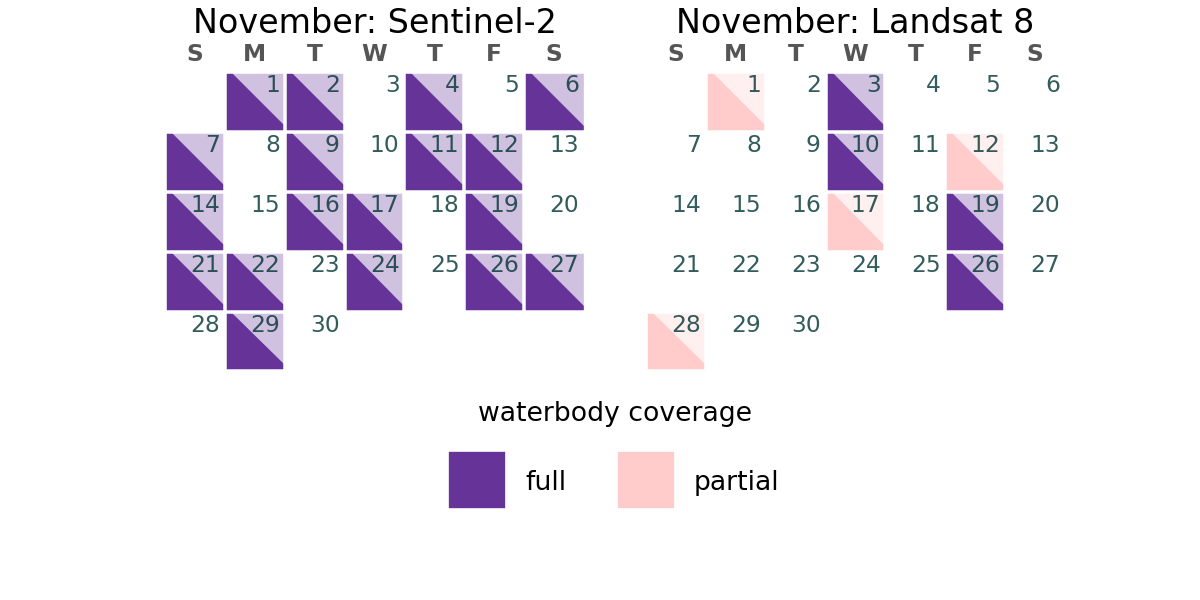 November: Sentinel-2
S M T W T F S
1 2 3 4 5 6
7 8 9 10 11 12 13
14 15 16 17 18 19 20
21 22 23 24 25 26 27
28 29 30
November: Landsat 8
S M T W T F S
1 2 3 4 5 6
7 8 9 10 11 12 13
14 15 16 17 18 19 20
21 22 23 24 25 26 27
28 29 30
waterbody coverage
full
partial